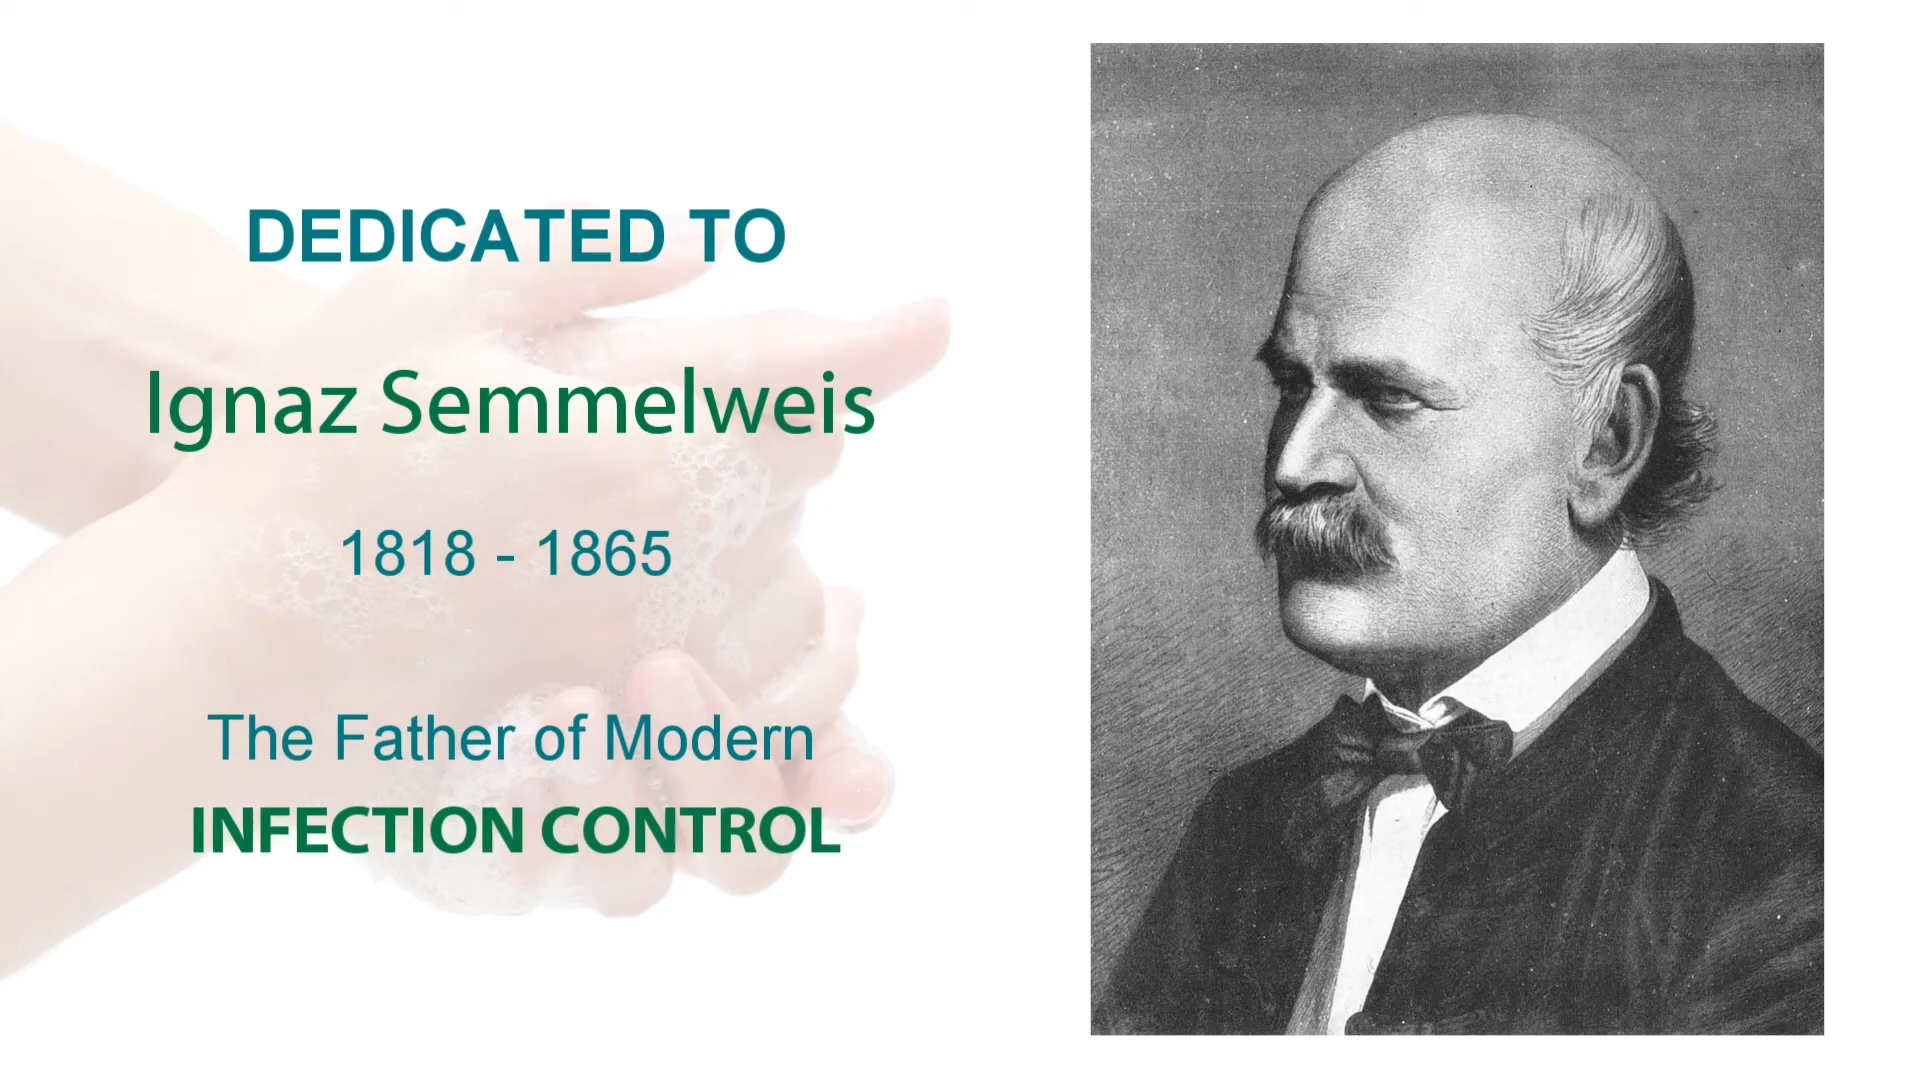 DEDICATED TO
Ignaz Semmelweis
1818 - 1865
The Father of Modern
INFECTION CONTROL